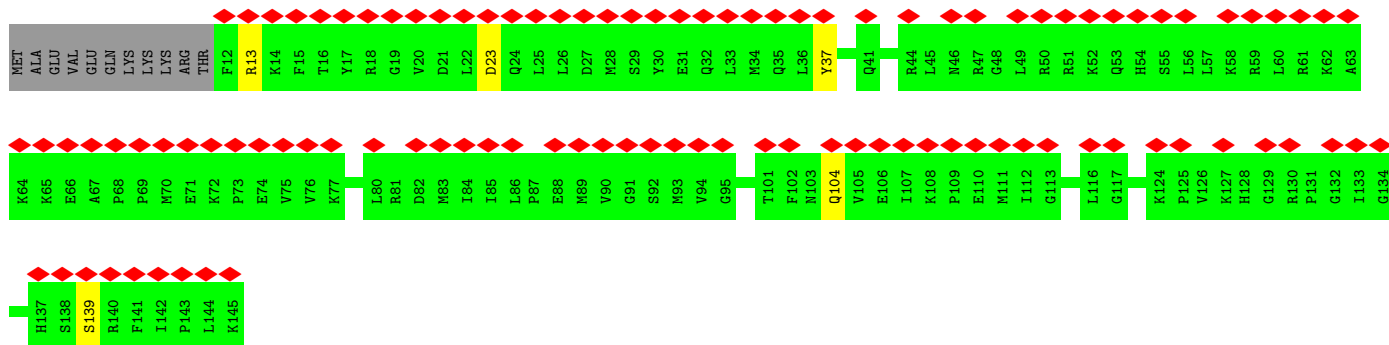 MET ALA GLU VAL GLU GLN LYS LYS LYS ARG THR F12 R13 K14 F15 T16 Y17 R18 G19 V20 D21 L22 D23 Q24 L25 L26 D27 M28 S29 Y30 E31 Q32 L33 M34 Q35 L36 Y37 Q41 R44 L45 N46 R47 G48 L49 R50 R51 K52 Q53 H54 S55 L56 L57 K58 R59 L60 R61 K62 A63
K64 K65 E66 A67 P68 P69 M70 E71 K72 P73 E74 V75 V76 K77 L80 R81 D82 M83 I84 I85 L86 P87 E88 M89 V90 G91 S92 M93 V94 G95 T101 F102 N103 Q104 V105 E106 I107 K108 P109 E110 M111 I112 G113 L116 G117 K124 P125 V126 K127 H128 G129 R130 P131 G132 I133 G134
H137 S138 S139 R140 F141 I142 P143 L144 K145